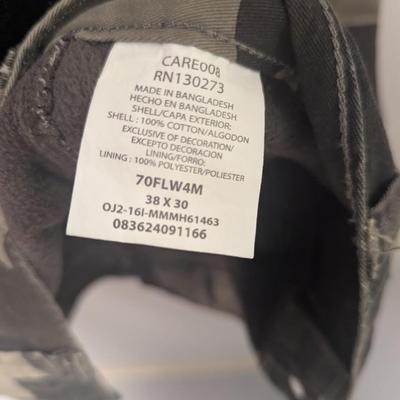 CARE008
RN130273
MADE IN BANGLADESH
HECHO EN BANGLADESH
SHELL/CAPA EXTERIOR:
SHELL : 100% COTTON/ALGODON
EXCLUSIVE OF DECORATION/
EXCEPTO DECORACION
LINING/FORRO:
LINING : 100% POLYESTER/POLIESTER
70FLW4M
38 X 30
OJ2-16I-MMMH61463
083624091166